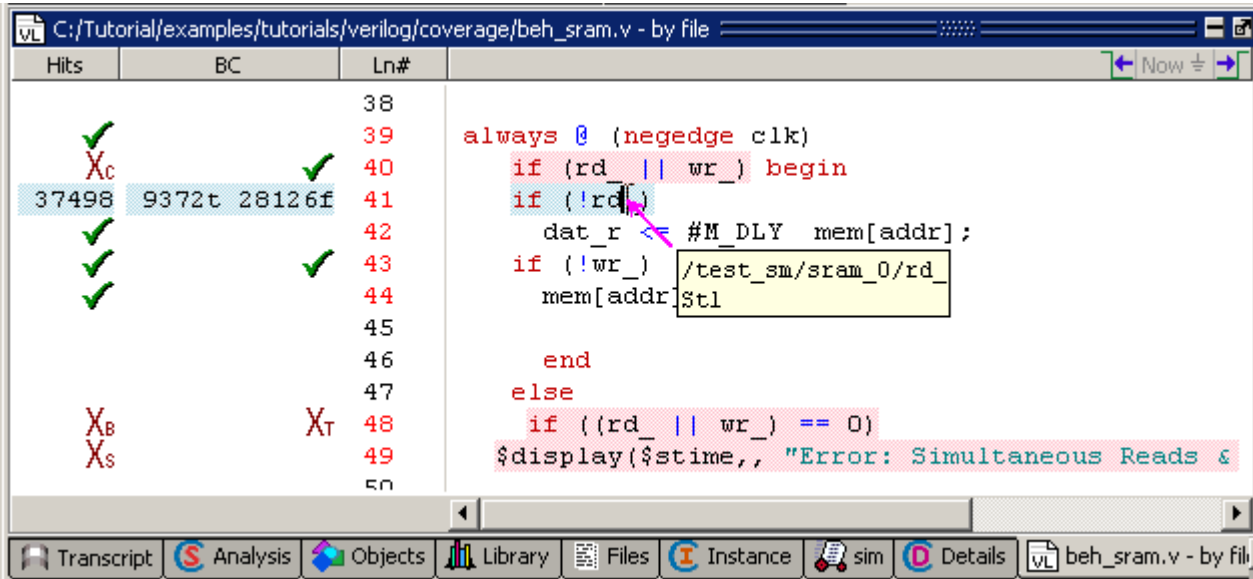 C:/Tutorial/examples/tutorials/verilog/coverage/beh_sram.v - by file
Hits BC Ln# Now
38
39 always @ (negedge clk)
XC 40 if (rd_ || wr_) begin
37498 9372t 28126f 41 if (!rd_)
42 dat_r <= #M_DLY mem[addr];
43 if (!wr_)
44 mem[addr]
/test_sm/sram_0/rd_
St1
45
46 end
47 else
XB XT 48 if ((rd_ || wr_) == 0)
XS 49 $display($stime,, "Error: Simultaneous Reads &
50
Transcript Analysis Objects Library Files Instance sim Details beh_sram.v - by fil